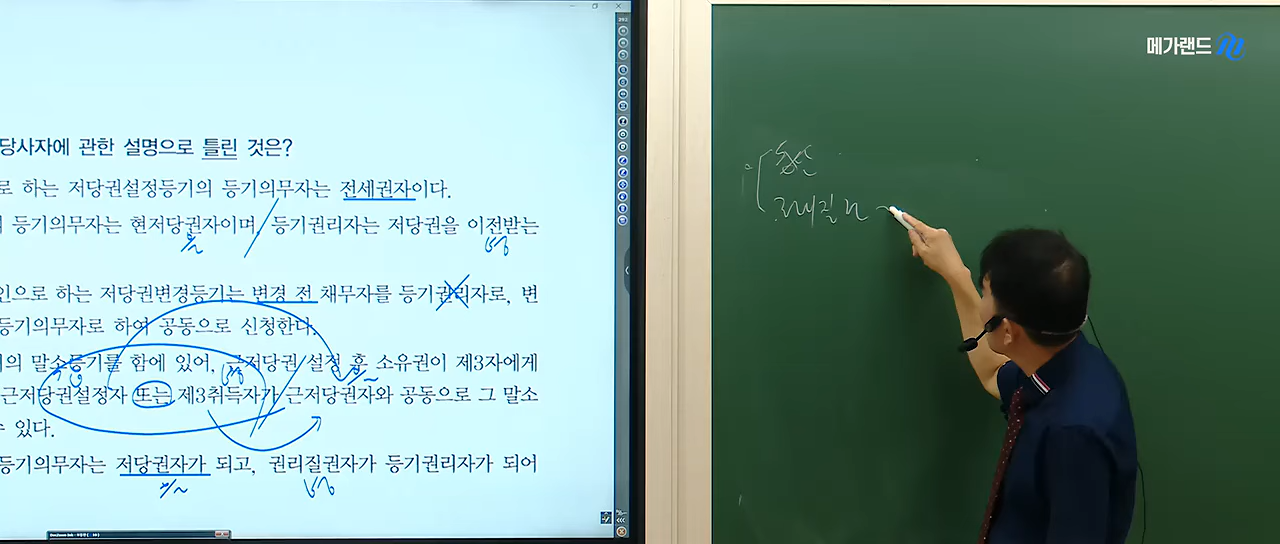 당사자에 관한 설명으로 틀린 것은?
로 하는 저당권설정등기의 등기의무자는 전세권자이다.
등기의무자는 현저당권자이며, 등기권리자는 저당권을 이전받는
인으로 하는 저당권변경등기는 변경 전 채무자를 등기권리자로, 변
등기의무자로 하여 공동으로 신청한다.
의 말소등기를 함에 있어, 근저당권 설정 후 소유권이 제3자에게
근저당권설정자 또는 제3취득자가 근저당권자와 공동으로 그 말소
있다.
등기의무자는 저당권자가 되고, 권리질권자가 등기권리자가 되어
메가랜드